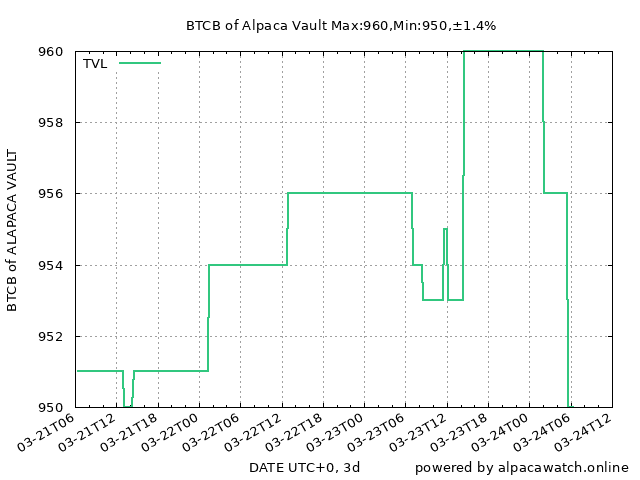 BTCB of Alpaca Vault Max:960,Min:950,±1.4%
TVL
960
958
956
954
952
950
BTCB of ALAPACA VAULT
03-21T06
03-21T12
03-21T18
03-22T00
03-22T06
03-22T12
03-22T18
03-23T00
03-23T06
03-23T12
03-23T18
03-24T00
03-24T06
03-24T12
DATE UTC+0, 3d
powered by alpacawatch.online